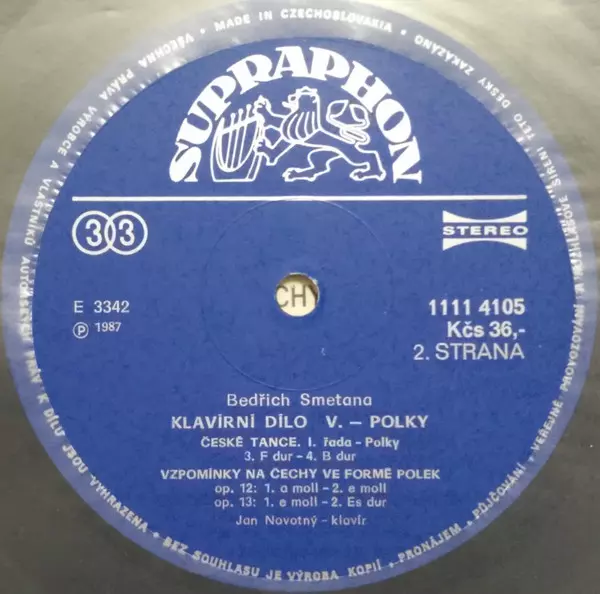 MADE IN CZECHOSLOVAKIA • VŠECHNA PRÁVA VÝROBCE A VLASTNÍKŮ AUTORSKÝCH PRÁV K DÍLU JSOU VYHRAZENA • BEZ SOUHLASU JE VÝROBA KOPIÍ • PRONÁJEM • PŮJČOVÁNÍ • VEŘEJNÉ PROVOZOVÁNÍ A ROZHLASOVÉ ŠÍŘENÍ TÉTO DESKY ZAKÁZÁNO •
SUPRAPHON
33
STEREO
E 3342
℗ 1987
CH
1111 4105
Kčs 36,-
2. STRANA
Bedřich Smetana
KLAVÍRNÍ DÍLO V. – POLKY
ČESKÉ TANCE. I. řada - Polky
3. F dur - 4. B dur
VZPOMÍNKY NA ČECHY VE FORMĚ POLEK
op. 12: 1. a moll - 2. e moll
op. 13: 1. e moll - 2. Es dur
Jan Novotný - klavír